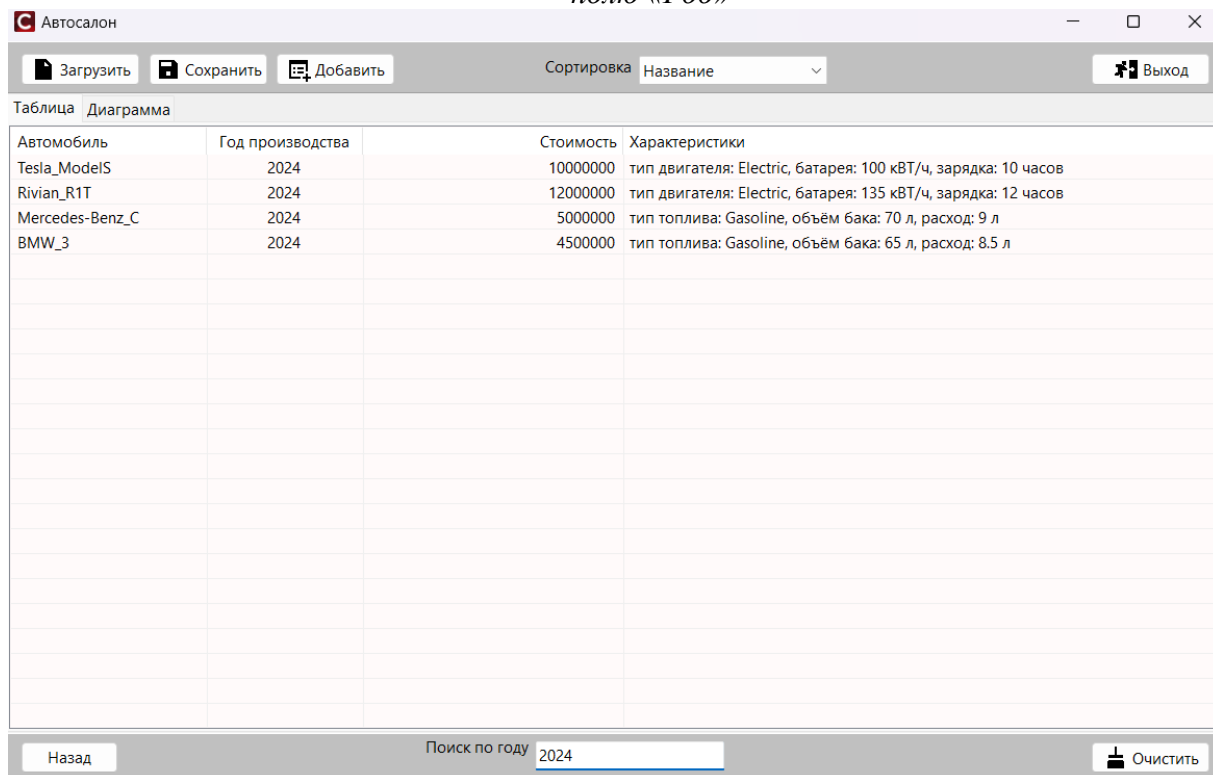 полю «Год»
Автосалон
Загрузить Сохранить Добавить Сортировка Название Выход
Таблица Диаграмма
Автомобиль Год производства Стоимость Характеристики
Tesla_ModelS 2024 10000000 тип двигателя: Electric, батарея: 100 кВТ/ч, зарядка: 10 часов
Rivian_R1T 2024 12000000 тип двигателя: Electric, батарея: 135 кВТ/ч, зарядка: 12 часов
Mercedes-Benz_C 2024 5000000 тип топлива: Gasoline, объём бака: 70 л, расход: 9 л
BMW_3 2024 4500000 тип топлива: Gasoline, объём бака: 65 л, расход: 8.5 л
Назад Поиск по году 2024 Очистить